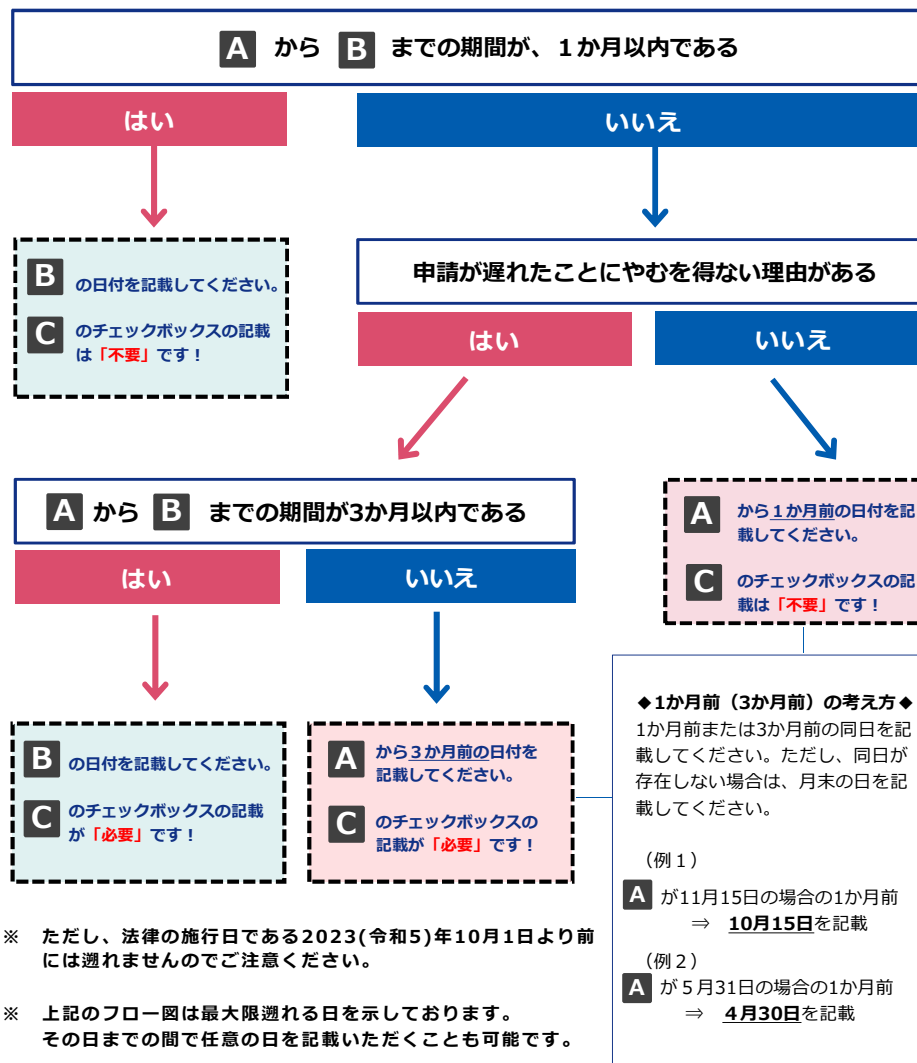 A から B までの期間が、１か月以内である
はい
いいえ
B の日付を記載してください。
C のチェックボックスの記載
は「不要」です！
申請が遅れたことにやむを得ない理由がある
はい
いいえ
A から B までの期間が3か月以内である
はい
いいえ
A から１か月前の日付を記
載してください。
C のチェックボックスの記
載は「不要」です！
B の日付を記載してください。
C のチェックボックスの記載
が「必要」です！
A から３か月前の日付を
記載してください。
C のチェックボックスの
記載が「必要」です！
◆1か月前（3か月前）の考え方◆
1か月前または3か月前の同日を記
載してください。ただし、同日が
存在しない場合は、月末の日を記
載してください。
（例１）
A が11月15日の場合の1か月前
⇒ 10月15日を記載
（例２）
A が５月31日の場合の1か月前
⇒ ４月30日を記載
※ ただし、法律の施行日である2023(令和5)年10月1日より前
には遡れませんのでご注意ください。
※ 上記のフロー図は最大限遡れる日を示しております。
その日までの間で任意の日を記載いただくことも可能です。